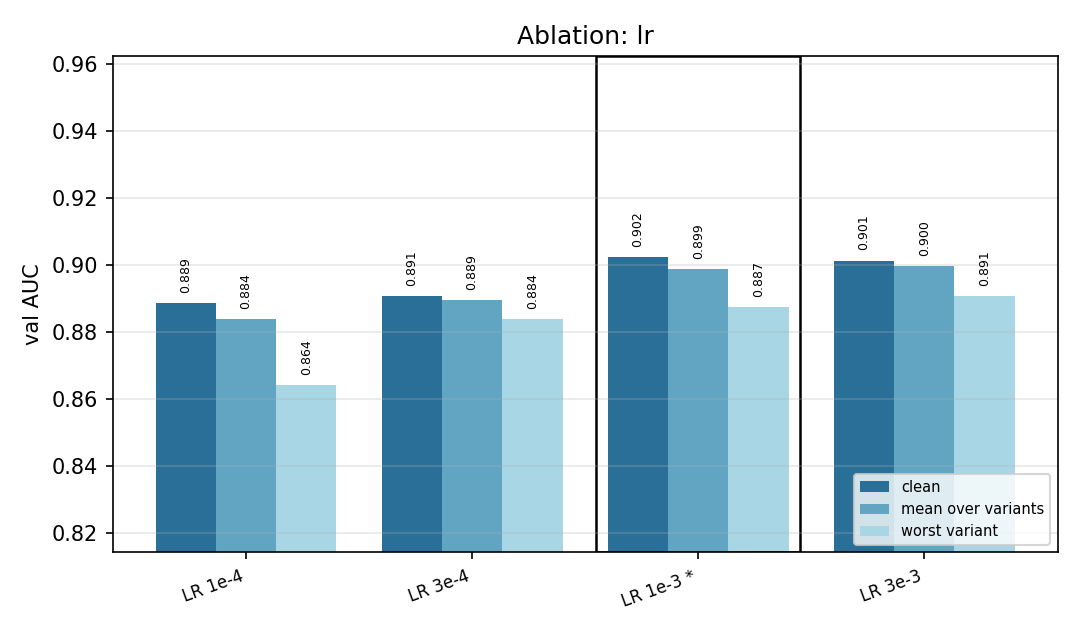 Ablation: lr
0.96
0.94
0.92
0.90
0.88
0.86
0.84
0.82
val AUC
0.889
0.884
0.864
0.891
0.889
0.884
0.902
0.899
0.887
0.901
0.900
0.891
clean
mean over variants
worst variant
LR 1e-4
LR 3e-4
LR 1e-3 *
LR 3e-3